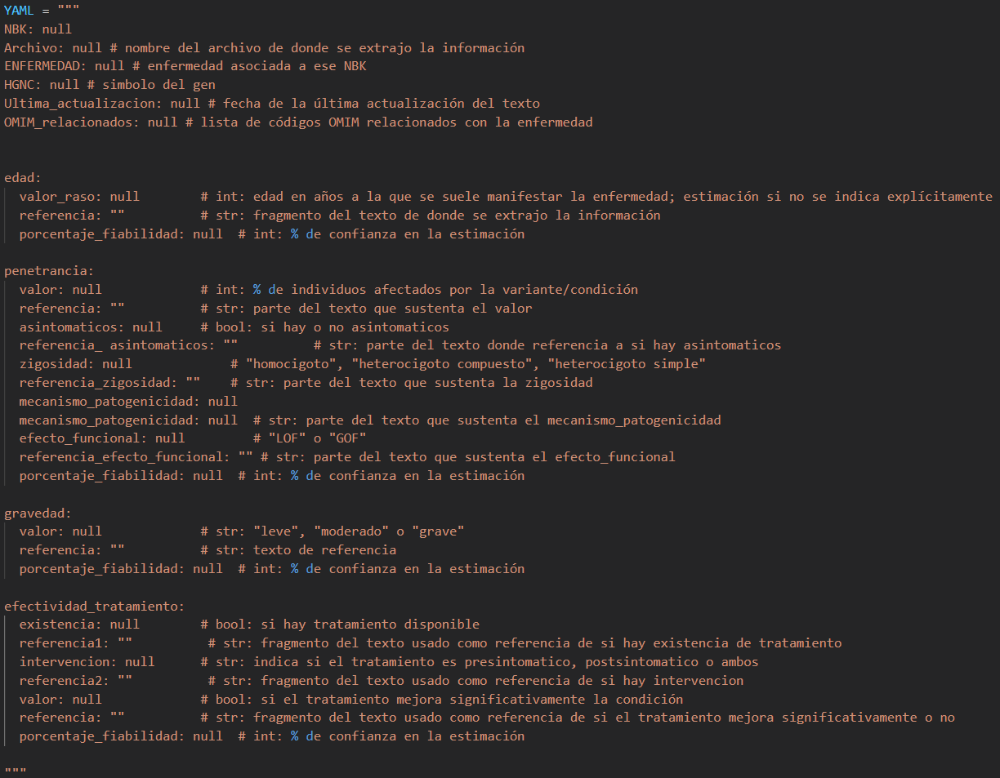 YAML = """
NBK: null
Archivo: null # nombre del archivo de donde se extrajo la información
ENFERMEDAD: null # enfermedad asociada a ese NBK
HGNC: null # simbolo del gen
Ultima_actualizacion: null # fecha de la última actualización del texto
OMIM_relacionados: null # lista de códigos OMIM relacionados con la enfermedad
edad:
  valor_raso: null        # int: edad en años a la que se suele manifestar la enfermedad; estimación si no se indica explícitamente
  referencia: ""          # str: fragmento del texto de donde se extrajo la información
  porcentaje_fiabilidad: null  # int: % de confianza en la estimación
penetrancia:
  valor: null             # int: % de individuos afectados por la variante/condición
  referencia: ""          # str: parte del texto que sustenta el valor
  asintomaticos: null     # bool: si hay o no asintomaticos
  referencia_ asintomaticos: ""          # str: parte del texto donde referencia a si hay asintomaticos
  zigosidad: null             # "homocigoto", "heterocigoto compuesto", "heterocigoto simple"
  referencia_zigosidad: ""    # str: parte del texto que sustenta la zigosidad
  mecanismo_patogenicidad: null
  mecanismo_patogenicidad: null  # str: parte del texto que sustenta el mecanismo_patogenicidad
  efecto_funcional: null         # "LOF" o "GOF"
  referencia_efecto_funcional: "" # str: parte del texto que sustenta el efecto_funcional
  porcentaje_fiabilidad: null  # int: % de confianza en la estimación
gravedad:
  valor: null             # str: "leve", "moderado" o "grave"
  referencia: ""          # str: texto de referencia
  porcentaje_fiabilidad: null  # int: % de confianza en la estimación
efectividad_tratamiento:
  existencia: null        # bool: si hay tratamiento disponible
  referencia1: ""          # str: fragmento del texto usado como referencia de si hay existencia de tratamiento
  intervencion: null      # str: indica si el tratamiento es presintomatico, postsintomatico o ambos
  referencia2: ""          # str: fragmento del texto usado como referencia de si hay intervencion
  valor: null             # bool: si el tratamiento mejora significativamente la condición
  referencia: ""          # str: fragmento del texto usado como referencia de si el tratamiento mejora significativamente o no
  porcentaje_fiabilidad: null  # int: % de confianza en la estimación
"""